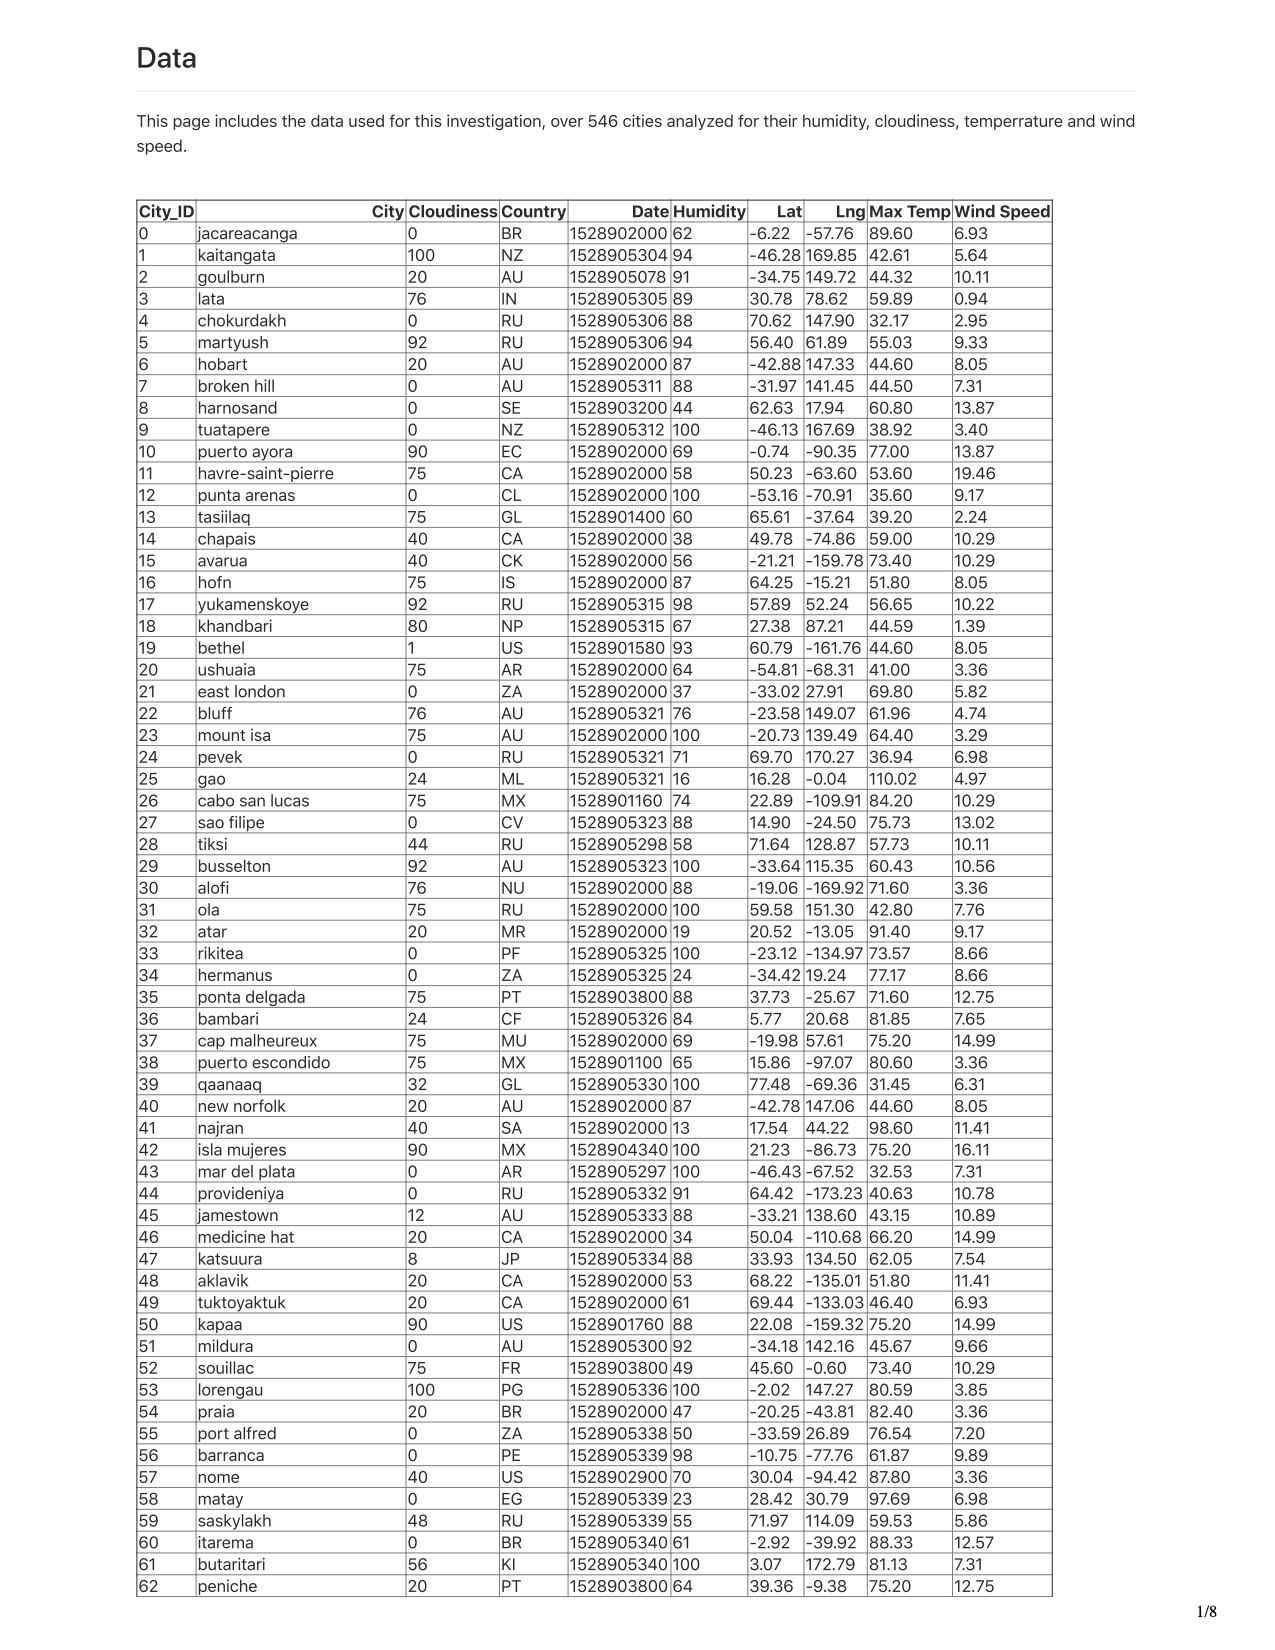 Data
This page includes the data used for this investigation, over 546 cities analyzed for their humidity, cloudiness, temperrature and wind
speed.
City_ID City Cloudiness Country Date Humidity Lat Lng Max Temp Wind Speed
0 jacareacanga 0 BR 1528902000 62 -6.22 -57.76 89.60 6.93
1 kaitangata 100 NZ 1528905304 94 -46.28 169.85 42.61 5.64
2 goulburn 20 AU 1528905078 91 -34.75 149.72 44.32 10.11
3 lata 76 IN 1528905305 89 30.78 78.62 59.89 0.94
4 chokurdakh 0 RU 1528905306 88 70.62 147.90 32.17 2.95
5 martyush 92 RU 1528905306 94 56.40 61.89 55.03 9.33
6 hobart 20 AU 1528902000 87 -42.88 147.33 44.60 8.05
7 broken hill 0 AU 1528905311 88 -31.97 141.45 44.50 7.31
8 harnosand 0 SE 1528903200 44 62.63 17.94 60.80 13.87
9 tuatapere 0 NZ 1528905312 100 -46.13 167.69 38.92 3.40
10 puerto ayora 90 EC 1528902000 69 -0.74 -90.35 77.00 13.87
11 havre-saint-pierre 75 CA 1528902000 58 50.23 -63.60 53.60 19.46
12 punta arenas 0 CL 1528902000 100 -53.16 -70.91 35.60 9.17
13 tasiilaq 75 GL 1528901400 60 65.61 -37.64 39.20 2.24
14 chapais 40 CA 1528902000 38 49.78 -74.86 59.00 10.29
15 avarua 40 CK 1528902000 56 -21.21 -159.78 73.40 10.29
16 hofn 75 IS 1528902000 87 64.25 -15.21 51.80 8.05
17 yukamenskoye 92 RU 1528905315 98 57.89 52.24 56.65 10.22
18 khandbari 80 NP 1528905315 67 27.38 87.21 44.59 1.39
19 bethel 1 US 1528901580 93 60.79 -161.76 44.60 8.05
20 ushuaia 75 AR 1528902000 64 -54.81 -68.31 41.00 3.36
21 east london 0 ZA 1528902000 37 -33.02 27.91 69.80 5.82
22 bluff 76 AU 1528905321 76 -23.58 149.07 61.96 4.74
23 mount isa 75 AU 1528902000 100 -20.73 139.49 64.40 3.29
24 pevek 0 RU 1528905321 71 69.70 170.27 36.94 6.98
25 gao 24 ML 1528905321 16 16.28 -0.04 110.02 4.97
26 cabo san lucas 75 MX 1528901160 74 22.89 -109.91 84.20 10.29
27 sao filipe 0 CV 1528905323 88 14.90 -24.50 75.73 13.02
28 tiksi 44 RU 1528905298 58 71.64 128.87 57.73 10.11
29 busselton 92 AU 1528905323 100 -33.64 115.35 60.43 10.56
30 alofi 76 NU 1528902000 88 -19.06 -169.92 71.60 3.36
31 ola 75 RU 1528902000 100 59.58 151.30 42.80 7.76
32 atar 20 MR 1528902000 19 20.52 -13.05 91.40 9.17
33 rikitea 0 PF 1528905325 100 -23.12 -134.97 73.57 8.66
34 hermanus 0 ZA 1528905325 24 -34.42 19.24 77.17 8.66
35 ponta delgada 75 PT 1528903800 88 37.73 -25.67 71.60 12.75
36 bambari 24 CF 1528905326 84 5.77 20.68 81.85 7.65
37 cap malheureux 75 MU 1528902000 69 -19.98 57.61 75.20 14.99
38 puerto escondido 75 MX 1528901100 65 15.86 -97.07 80.60 3.36
39 qaanaaq 32 GL 1528905330 100 77.48 -69.36 31.45 6.31
40 new norfolk 20 AU 1528902000 87 -42.78 147.06 44.60 8.05
41 najran 40 SA 1528902000 13 17.54 44.22 98.60 11.41
42 isla mujeres 90 MX 1528904340 100 21.23 -86.73 75.20 16.11
43 mar del plata 0 AR 1528905297 100 -46.43 -67.52 32.53 7.31
44 provideniya 0 RU 1528905332 91 64.42 -173.23 40.63 10.78
45 jamestown 12 AU 1528905333 88 -33.21 138.60 43.15 10.89
46 medicine hat 20 CA 1528902000 34 50.04 -110.68 66.20 14.99
47 katsuura 8 JP 1528905334 88 33.93 134.50 62.05 7.54
48 aklavik 20 CA 1528902000 53 68.22 -135.01 51.80 11.41
49 tuktoyaktuk 20 CA 1528902000 61 69.44 -133.03 46.40 6.93
50 kapaa 90 US 1528901760 88 22.08 -159.32 75.20 14.99
51 mildura 0 AU 1528905300 92 -34.18 142.16 45.67 9.66
52 souillac 75 FR 1528903800 49 45.60 -0.60 73.40 10.29
53 lorengau 100 PG 1528905336 100 -2.02 147.27 80.59 3.85
54 praia 20 BR 1528902000 47 -20.25 -43.81 82.40 3.36
55 port alfred 0 ZA 1528905338 50 -33.59 26.89 76.54 7.20
56 barranca 0 PE 1528905339 98 -10.75 -77.76 61.87 9.89
57 nome 40 US 1528902900 70 30.04 -94.42 87.80 3.36
58 matay 0 EG 1528905339 23 28.42 30.79 97.69 6.98
59 saskylakh 48 RU 1528905339 55 71.97 114.09 59.53 5.86
60 itarema 0 BR 1528905340 61 -2.92 -39.92 88.33 12.57
61 butaritari 56 KI 1528905340 100 3.07 172.79 81.13 7.31
62 peniche 20 PT 1528903800 64 39.36 -9.38 75.20 12.75
1/8